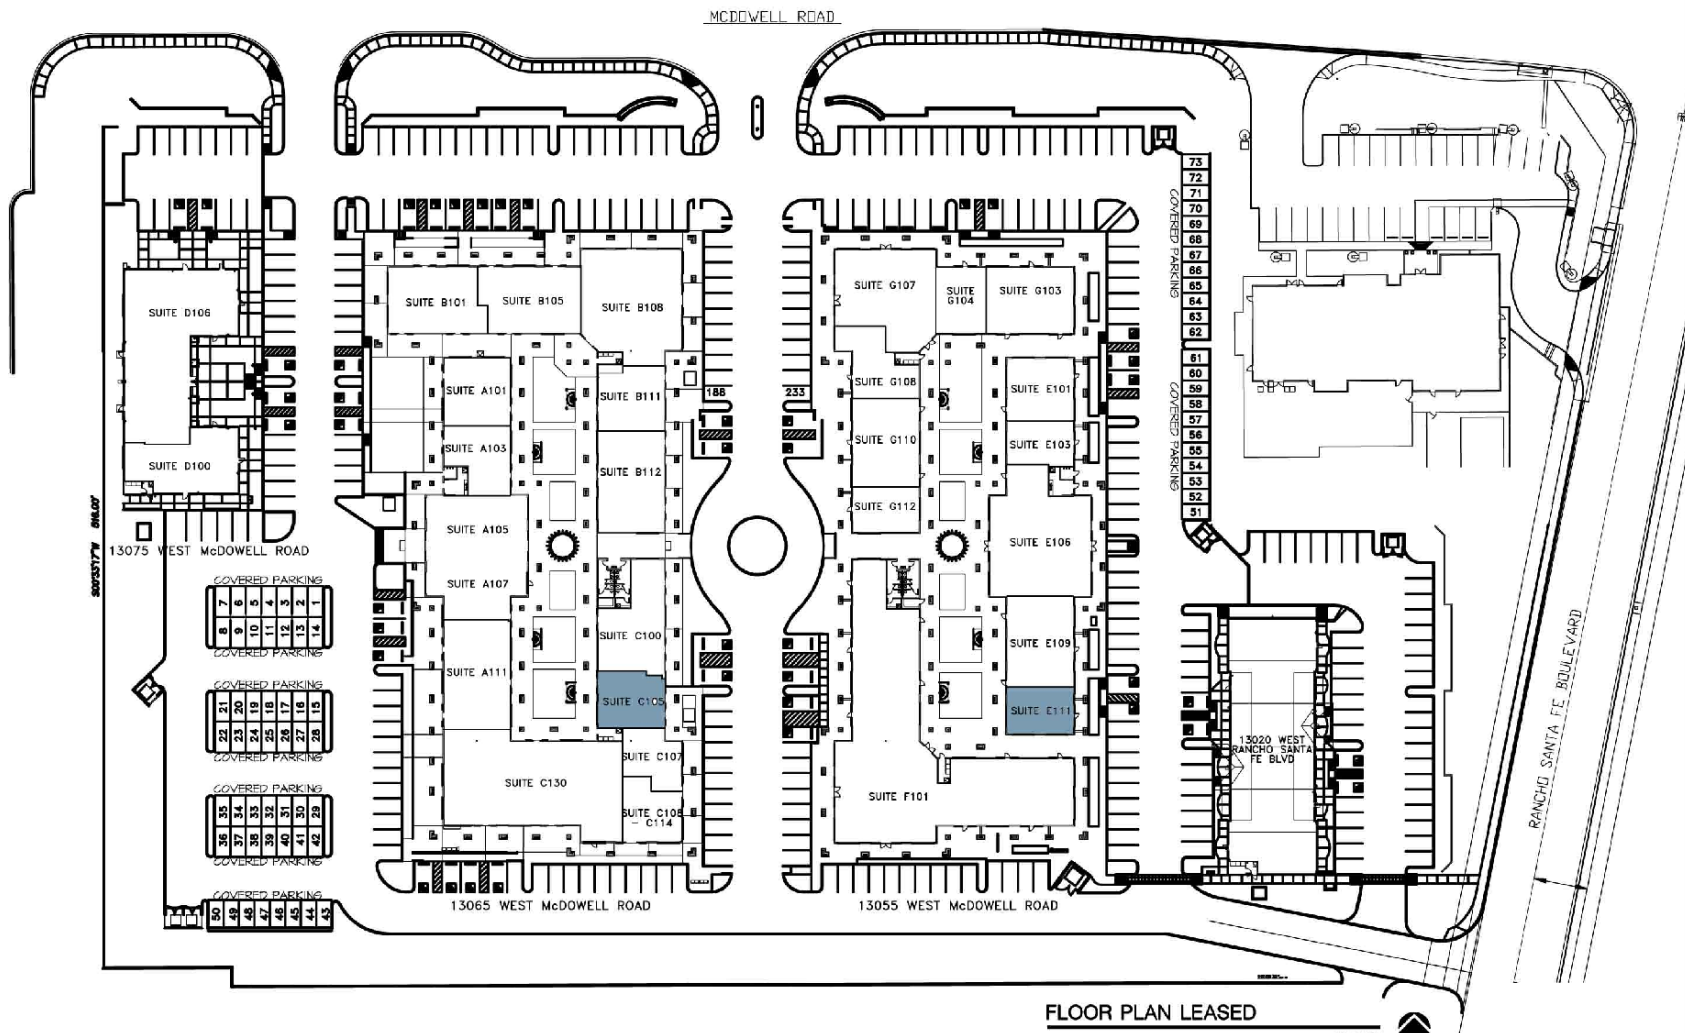 MCDOWELL ROAD
73
72
71
70
69
68
67
66
65
64
63
62
COVERED PARKING
61
60
59
58
57
56
55
54
53
52
51
COVERED PARKING
SUITE D106
SUITE D100
13075 WEST McDOWELL ROAD
SUITE B101
SUITE B105
SUITE B108
SUITE A101
SUITE B111
SUITE A103
SUITE B112
SUITE A105
SUITE A107
SUITE A111
SUITE C100
SUITE C105
SUITE C107
SUITE C130
SUITE C108
- C114
188
233
SUITE G107
SUITE
G104
SUITE G103
SUITE G108
SUITE E101
SUITE G110
SUITE E103
SUITE G112
SUITE E106
SUITE E109
SUITE E111
SUITE F101
COVERED PARKING
7 6 5 4 3 2 1
8 9 10 11 12 13 14
COVERED PARKING
COVERED PARKING
21 20 19 18 17 16 15
22 23 24 25 26 27 28
COVERED PARKING
COVERED PARKING
35 34 33 32 31 30 29
36 37 38 39 40 41 42
COVERED PARKING
COVERED PARKING
50 49 48 47 46 45 44 43
13065 WEST McDOWELL ROAD
13055 WEST McDOWELL ROAD
13020 WEST
RANCHO SANTA
FE BLVD
RANCHO SANTA FE BOULEVARD
FLOOR PLAN LEASED